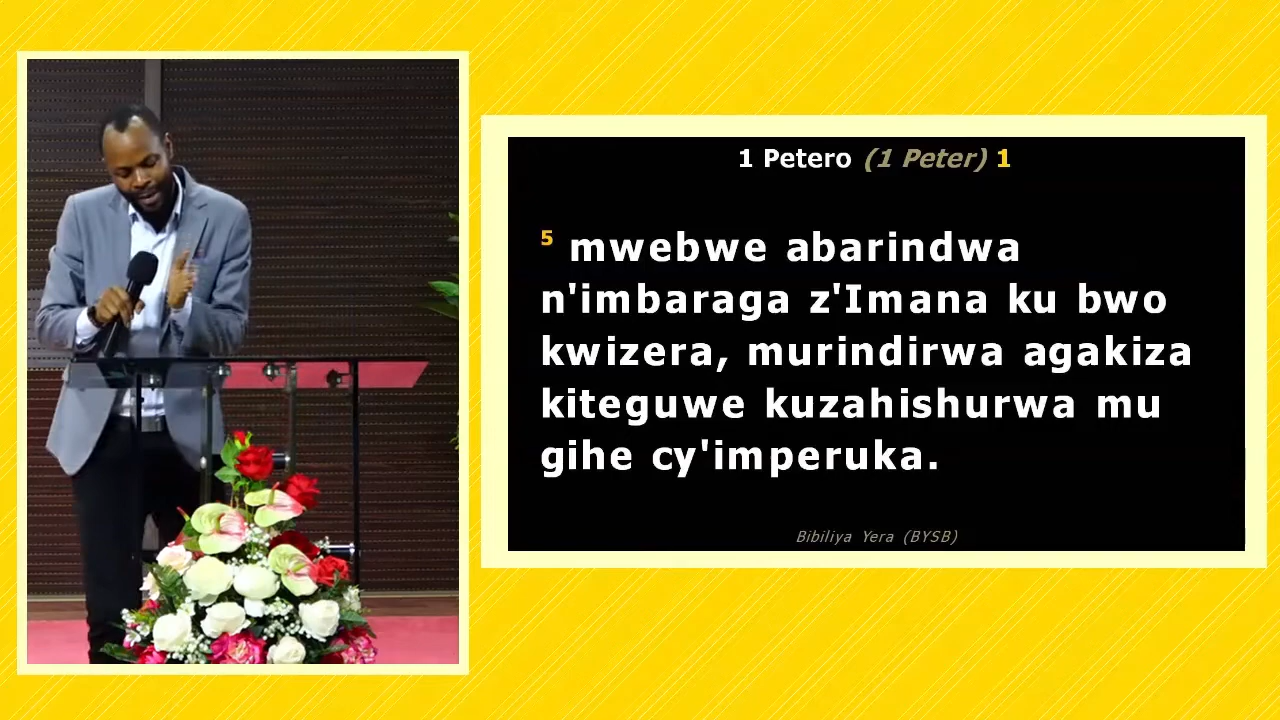 1 Petero (1 Peter) 1
5 mwebwe abarindwa
n'imbaraga z'Imana ku bwo
kwizera, murindirwa agakiza
kiteguwe kuzahishurwa mu
gihe cy'imperuka.
Bibiliya Yera (BYSB)